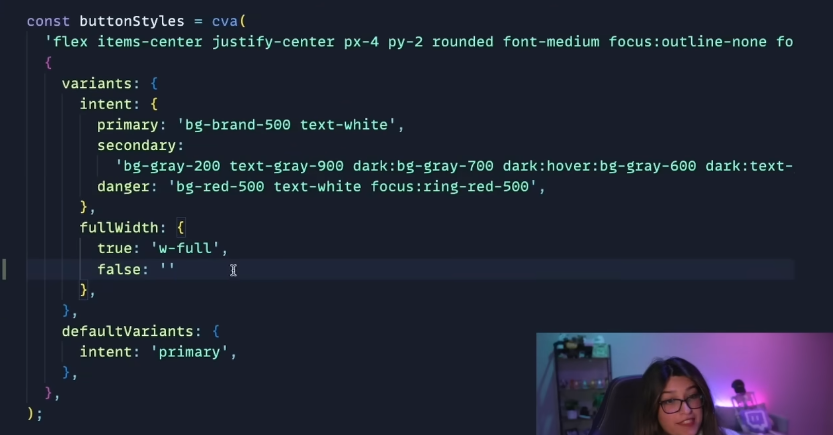 const buttonStyles = cva(
'flex items-center justify-center px-4 py-2 rounded font-medium focus:outline-none fo
{
variants: {
intent: {
primary: 'bg-brand-500 text-white',
secondary:
'bg-gray-200 text-gray-900 dark:bg-gray-700 dark:hover:bg-gray-600 dark:text-
danger: 'bg-red-500 text-white focus:ring-red-500',
},
fullWidth: {
true: 'w-full',
false: ''
},
},
defaultVariants: {
intent: 'primary',
},
},
);